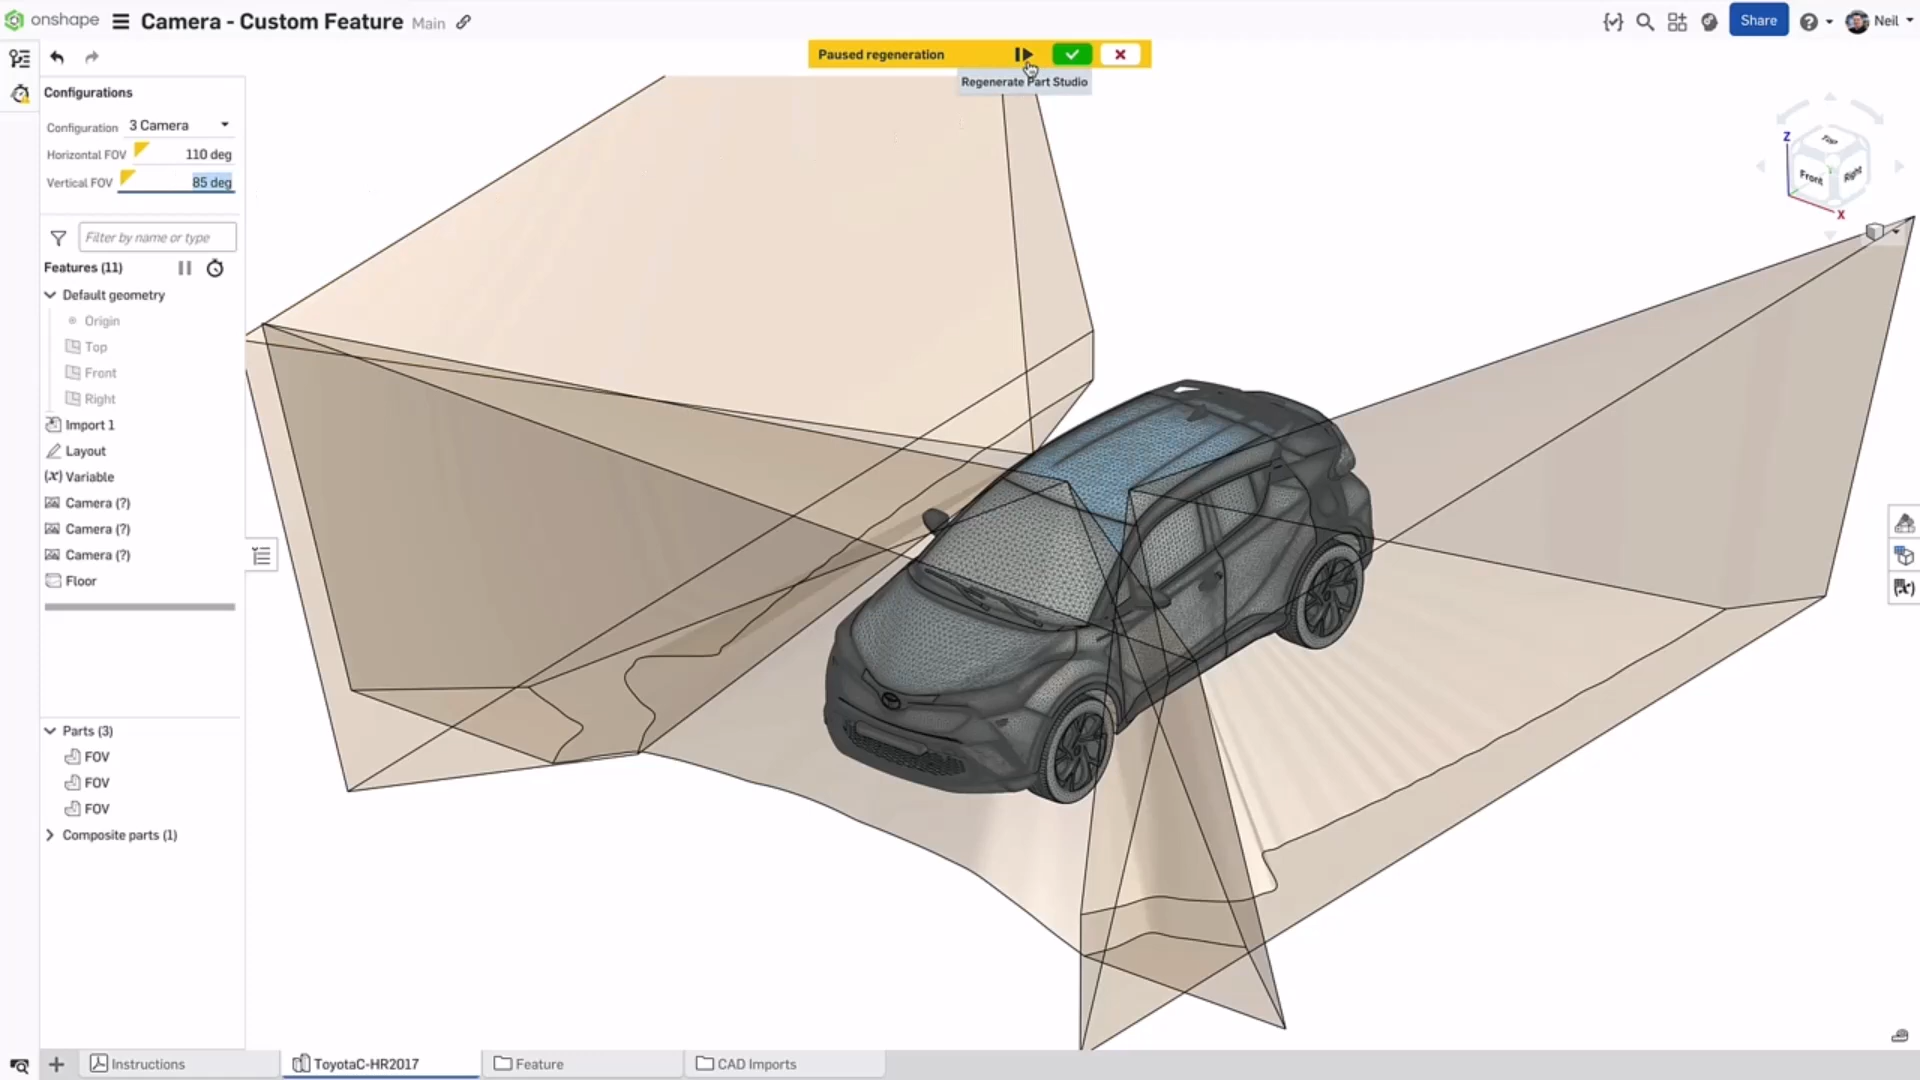 onshape
Camera - Custom Feature Main
Share
Neil
Paused regeneration
Regenerate Part Studio
Configurations
Configuration 3 Camera
Horizontal FOV 110 deg
Vertical FOV 85 deg
Filter by name or type
Features (11)
Default geometry
Origin
Top
Front
Right
Import 1
Layout
(x) Variable
Camera (?)
Camera (?)
Camera (?)
Floor
Parts (3)
FOV
FOV
FOV
Composite parts (1)
Z
Top
Front
Right
X
(x)
Instructions
ToyotaC-HR2017
Feature
CAD Imports